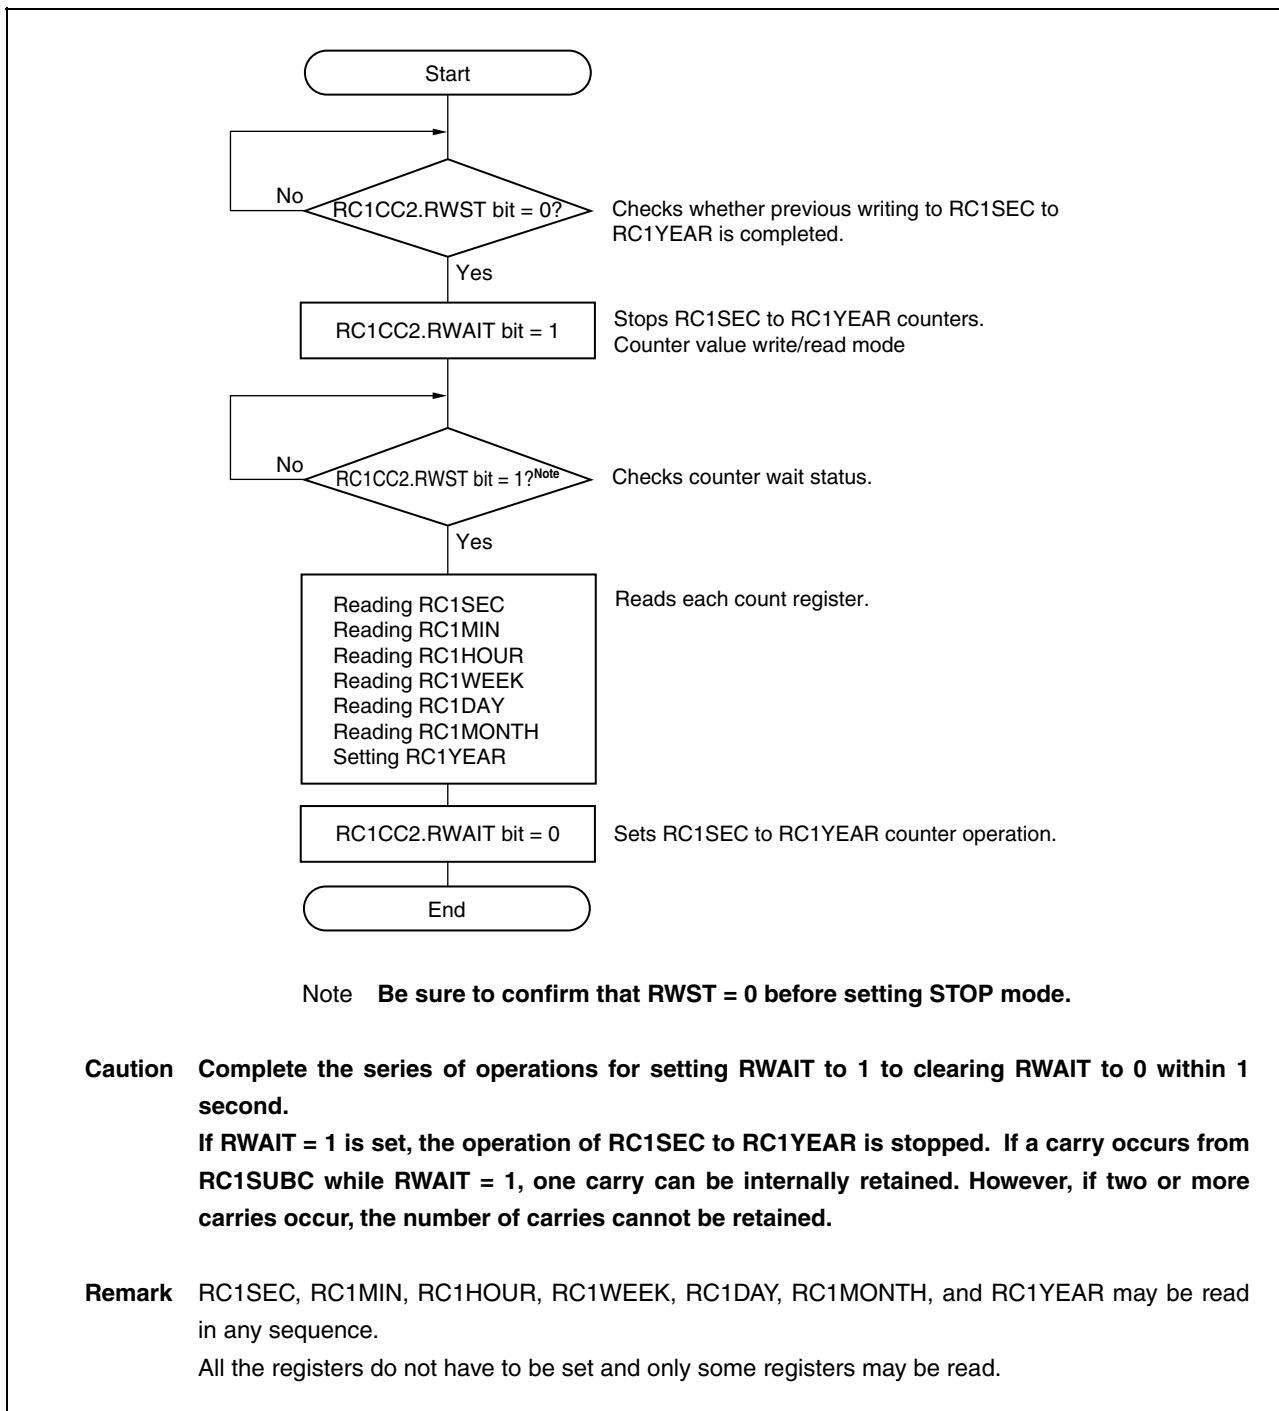 Start
No
RC1CC2.RWST bit = 0?
Checks whether previous writing to RC1SEC to
RC1YEAR is completed.
Yes
RC1CC2.RWAIT bit = 1
Stops RC1SEC to RC1YEAR counters.
Counter value write/read mode
No
RC1CC2.RWST bit = 1?Note
Checks counter wait status.
Yes
Reading RC1SEC
Reading RC1MIN
Reading RC1HOUR
Reading RC1WEEK
Reading RC1DAY
Reading RC1MONTH
Setting RC1YEAR
Reads each count register.
RC1CC2.RWAIT bit = 0
Sets RC1SEC to RC1YEAR counter operation.
End
Note Be sure to confirm that RWST = 0 before setting STOP mode.
Caution Complete the series of operations for setting RWAIT to 1 to clearing RWAIT to 0 within 1
second.
If RWAIT = 1 is set, the operation of RC1SEC to RC1YEAR is stopped. If a carry occurs from
RC1SUBC while RWAIT = 1, one carry can be internally retained. However, if two or more
carries occur, the number of carries cannot be retained.
Remark RC1SEC, RC1MIN, RC1HOUR, RC1WEEK, RC1DAY, RC1MONTH, and RC1YEAR may be read
in any sequence.
All the registers do not have to be set and only some registers may be read.